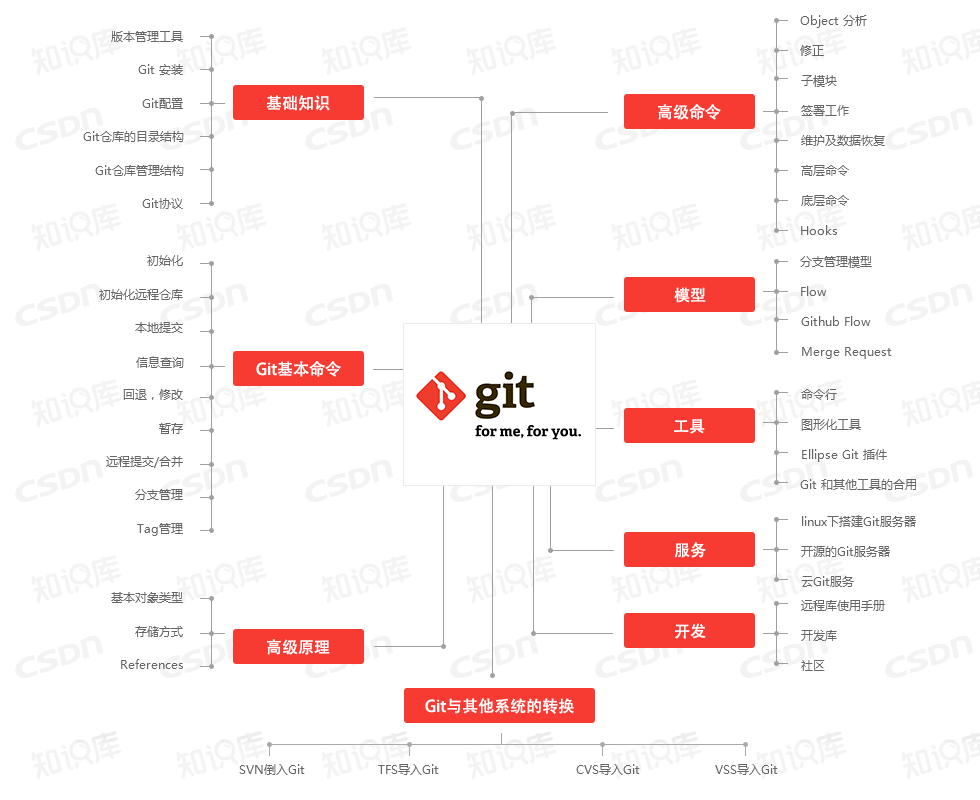 基础知识
版本管理工具
Git 安装
Git配置
Git仓库的目录结构
Git仓库管理结构
Git协议
Git基本命令
初始化
初始化远程仓库
本地提交
信息查询
回退，修改
暂存
远程提交/合并
分支管理
Tag管理
高级原理
基本对象类型
存储方式
References
git
for me, for you.
高级命令
Object 分析
修正
子模块
签署工作
维护及数据恢复
高层命令
底层命令
Hooks
模型
分支管理模型
Flow
Github Flow
Merge Request
工具
命令行
图形化工具
Ellipse Git 插件
Git 和其他工具的合用
服务
linux下搭建Git服务器
开源的Git服务器
云Git服务
开发
远程库使用手册
开发库
社区
Git与其他系统的转换
SVN倒入Git
TFS导入Git
CVS导入Git
VSS导入Git
CSDN
知识库